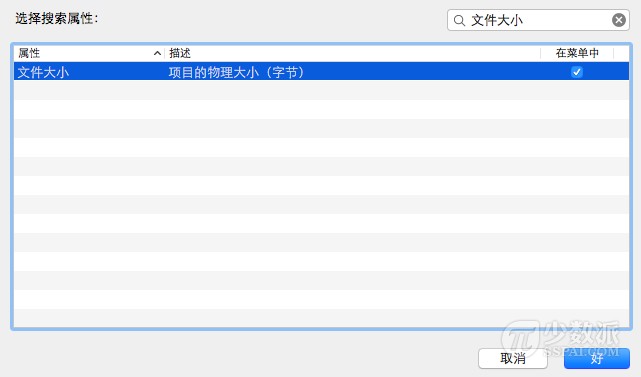 选择搜索属性：
文件大小
属性 描述 在菜单中
文件大小 项目的物理大小（字节）
少数派
SSPAI.COM
取消 好